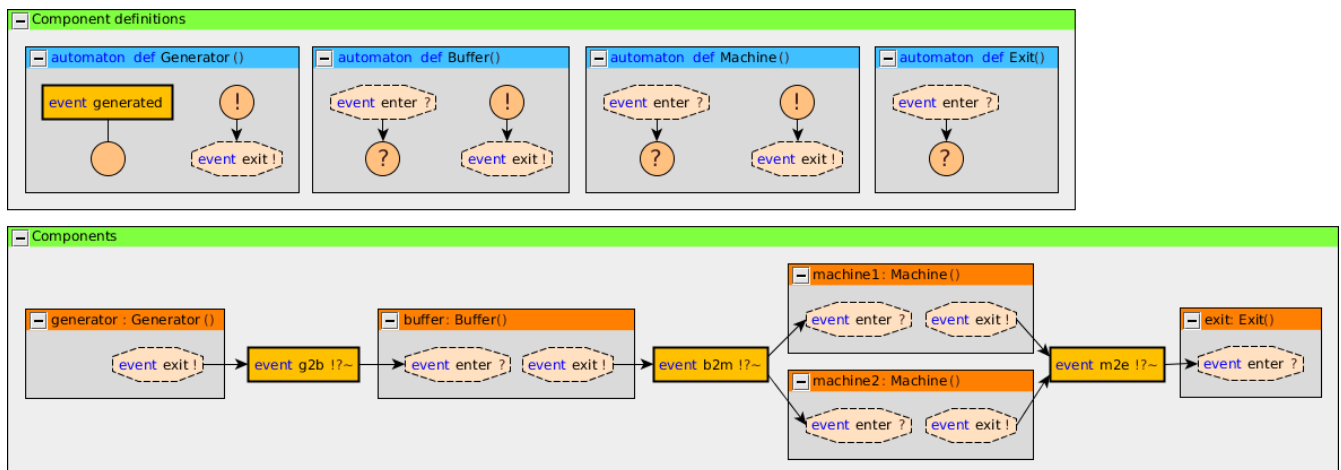 Component definitions
automaton def Generator()
event generated
!
event exit !
automaton def Buffer()
event enter ?
?
!
event exit !
automaton def Machine()
event enter ?
?
!
event exit !
automaton def Exit()
event enter ?
?
Components
generator : Generator()
event exit !
event g2b !?~
buffer: Buffer()
event enter ?
event exit !
event b2m !?~
machine1: Machine()
event enter ?
event exit !
machine2: Machine()
event enter ?
event exit !
event m2e !?~
exit: Exit()
event enter ?